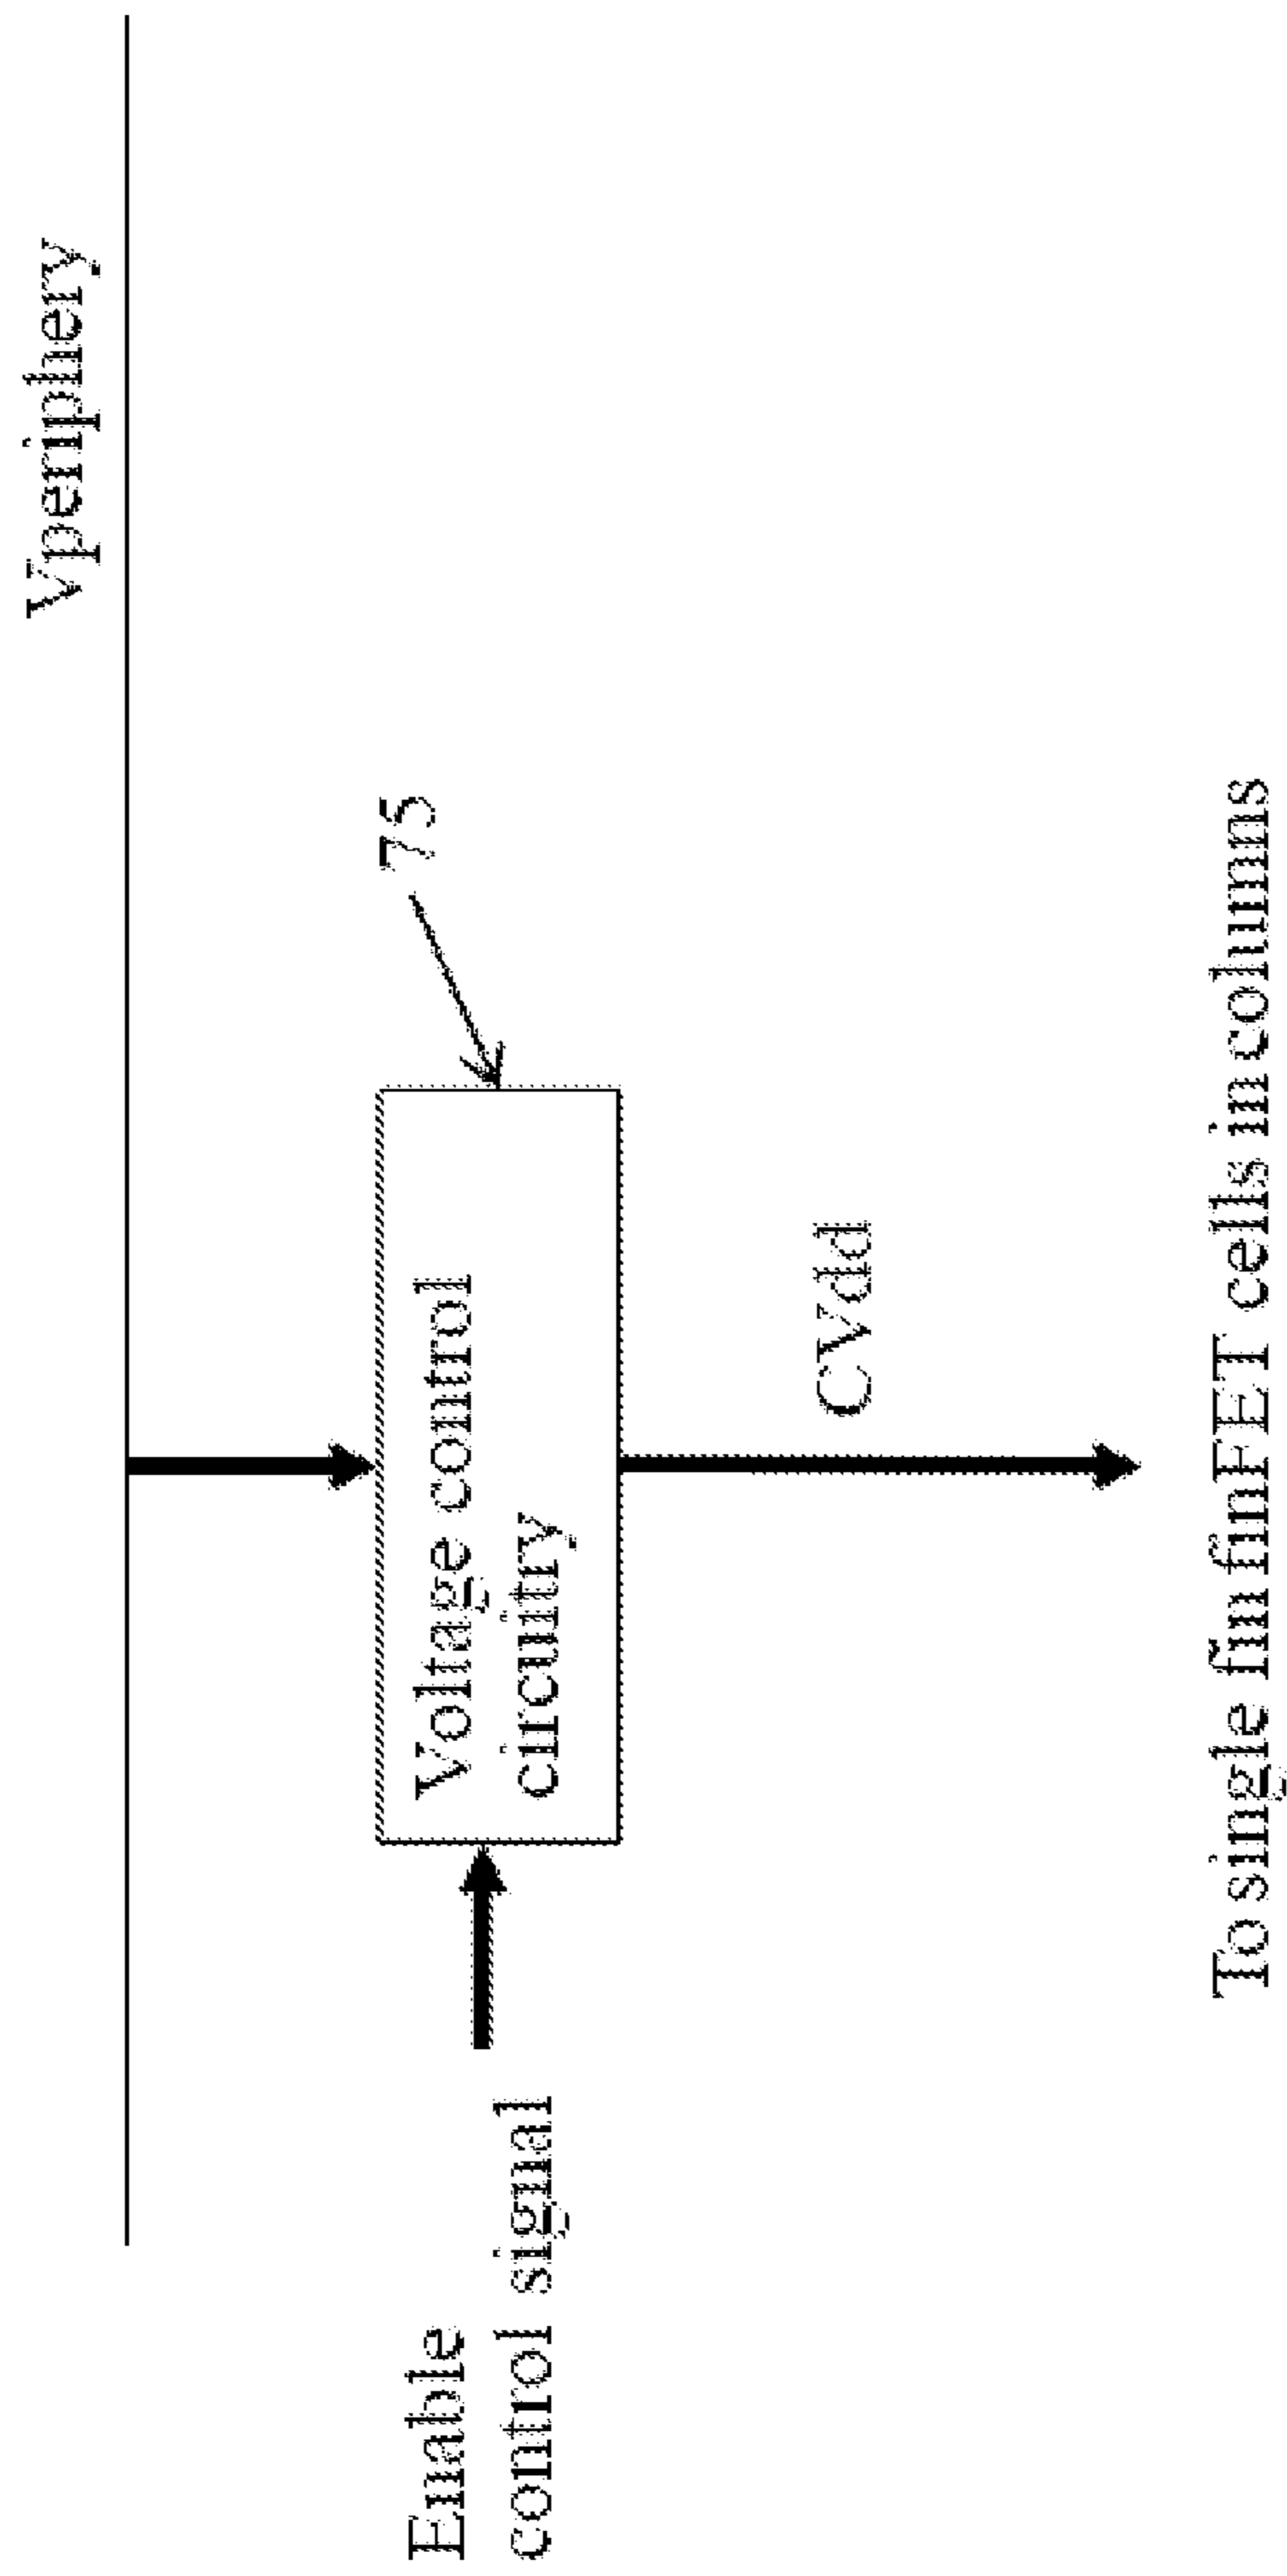 Vperiphery
75
Voltage control
circuitry
Enable
control signal
CVdd
To single fin finFET cells in columns